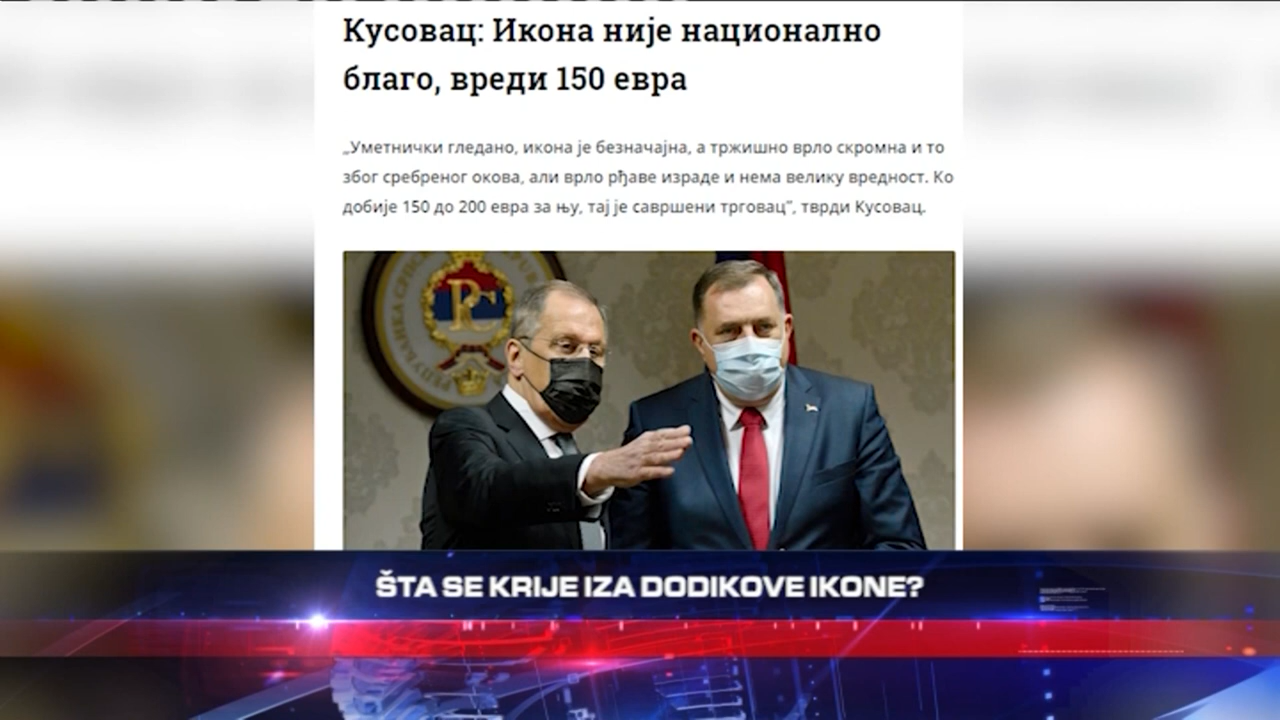 Кусовац: Икона није национално
благо, вреди 150 евра
„Уметнички гледано, икона је безначајна, а тржишно врло скромна и то
због сребреног окова, али врло рђаве израде и нема велику вредност. Ко
добије 150 до 200 евра за њу, тај је савршени трговац”, тврди Кусовац.
РС
ŠTA SE KRIJE IZA DODIKOVE IKONE?